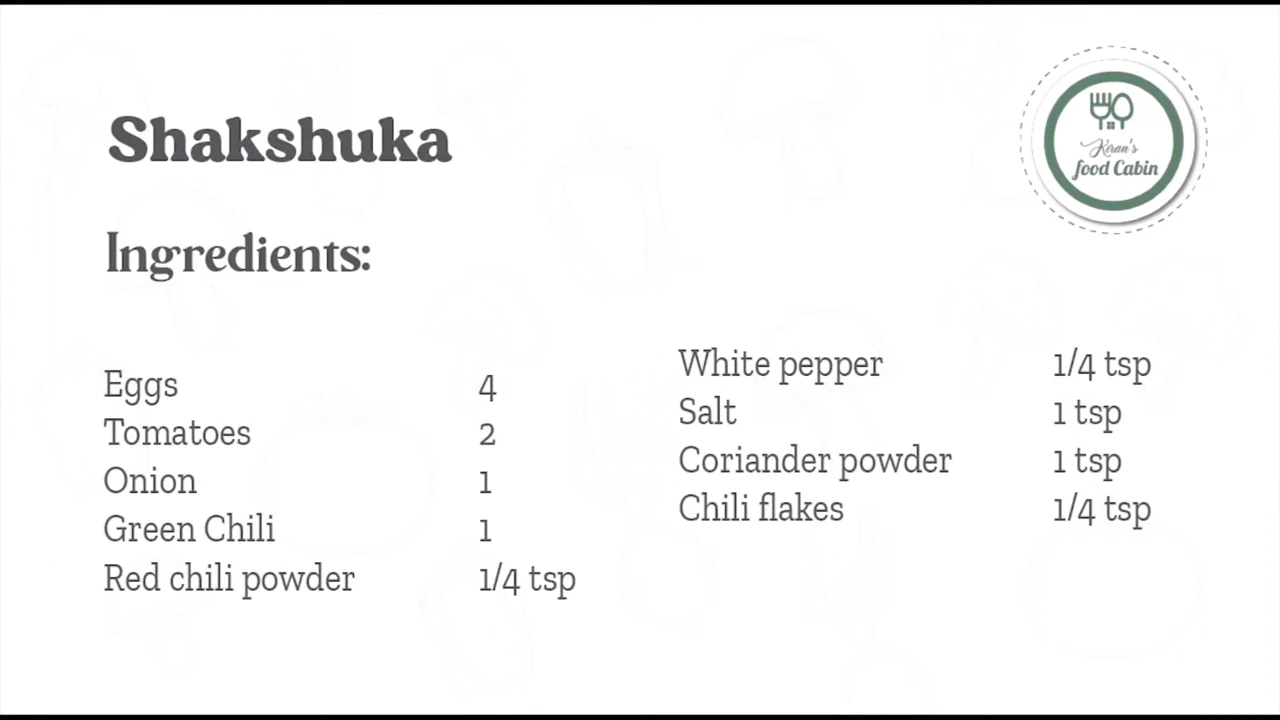 Shakshuka
Kiran's
food Cabin
Ingredients:
Eggs 4
Tomatoes 2
Onion 1
Green Chili 1
Red chili powder 1/4 tsp
White pepper 1/4 tsp
Salt 1 tsp
Coriander powder 1 tsp
Chili flakes 1/4 tsp